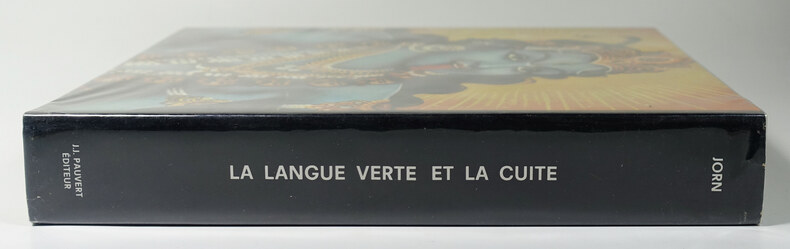 J.J. PAUVERT
ÉDITEUR
LA LANGUE VERTE ET LA CUITE
JORN